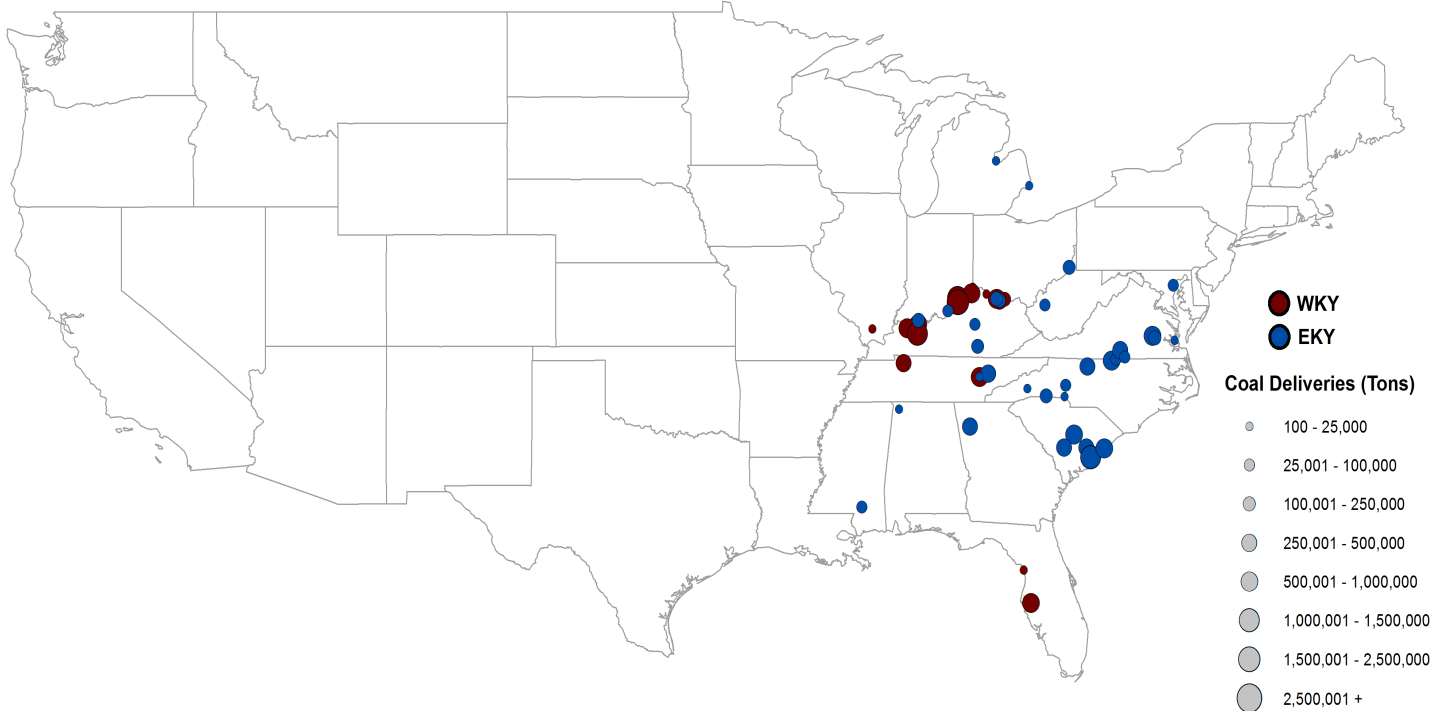 WKY
EKY
Coal Deliveries (Tons)
100 - 25,000
25,001 - 100,000
100,001 - 250,000
250,001 - 500,000
500,001 - 1,000,000
1,000,001 - 1,500,000
1,500,001 - 2,500,000
2,500,001 +